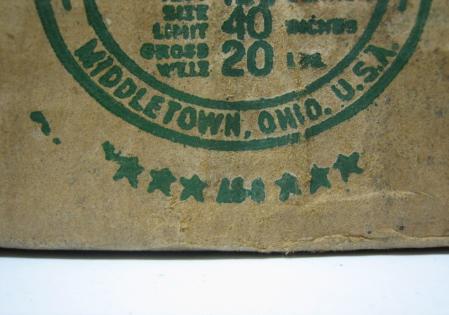 SIZE
LIMIT 40 INCHES
GROSS
WT. 20 LBS.
MIDDLETOWN, OHIO. U.S.A.